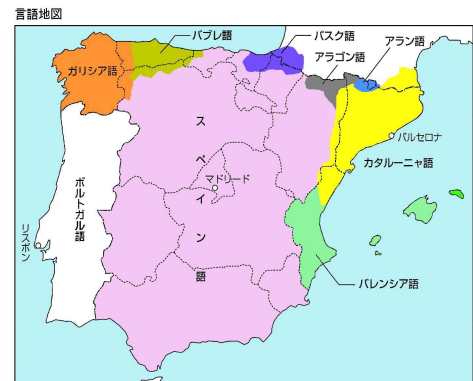 言語地図
バブレ語
バスク語
アラゴン語
アラン語
ガリシア語
バルセロナ
カタルーニャ語
スペイン語
マドリード
ポルトガル語
リスボン
バレンシア語